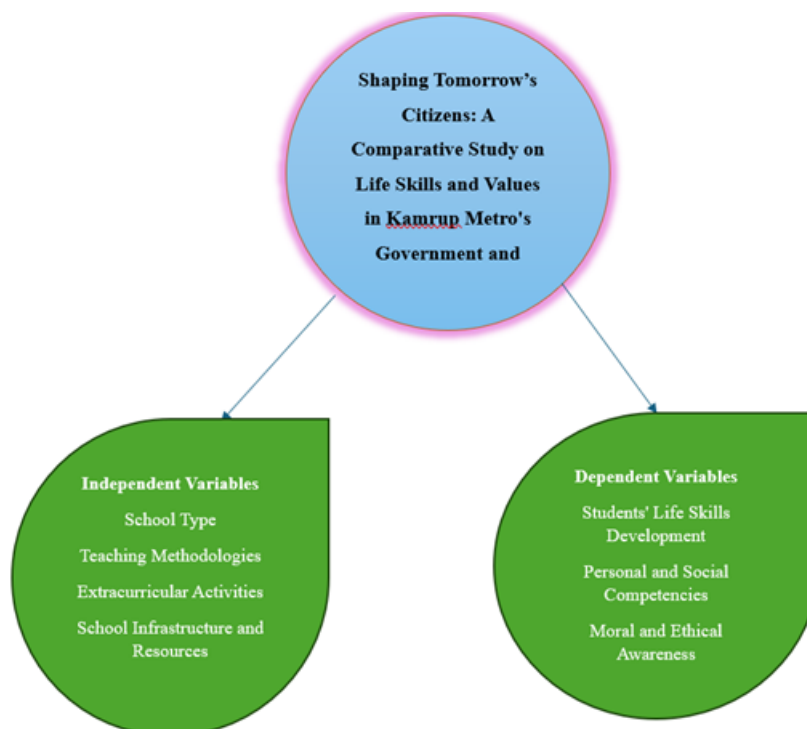 Shaping Tomorrow’s
Citizens: A
Comparative Study on
Life Skills and Values
in Kamrup Metro's
Government and
Independent Variables
School Type
Teaching Methodologies
Extracurricular Activities
School Infrastructure and
Resources
Dependent Variables
Students' Life Skills
Development
Personal and Social
Competencies
Moral and Ethical
Awareness